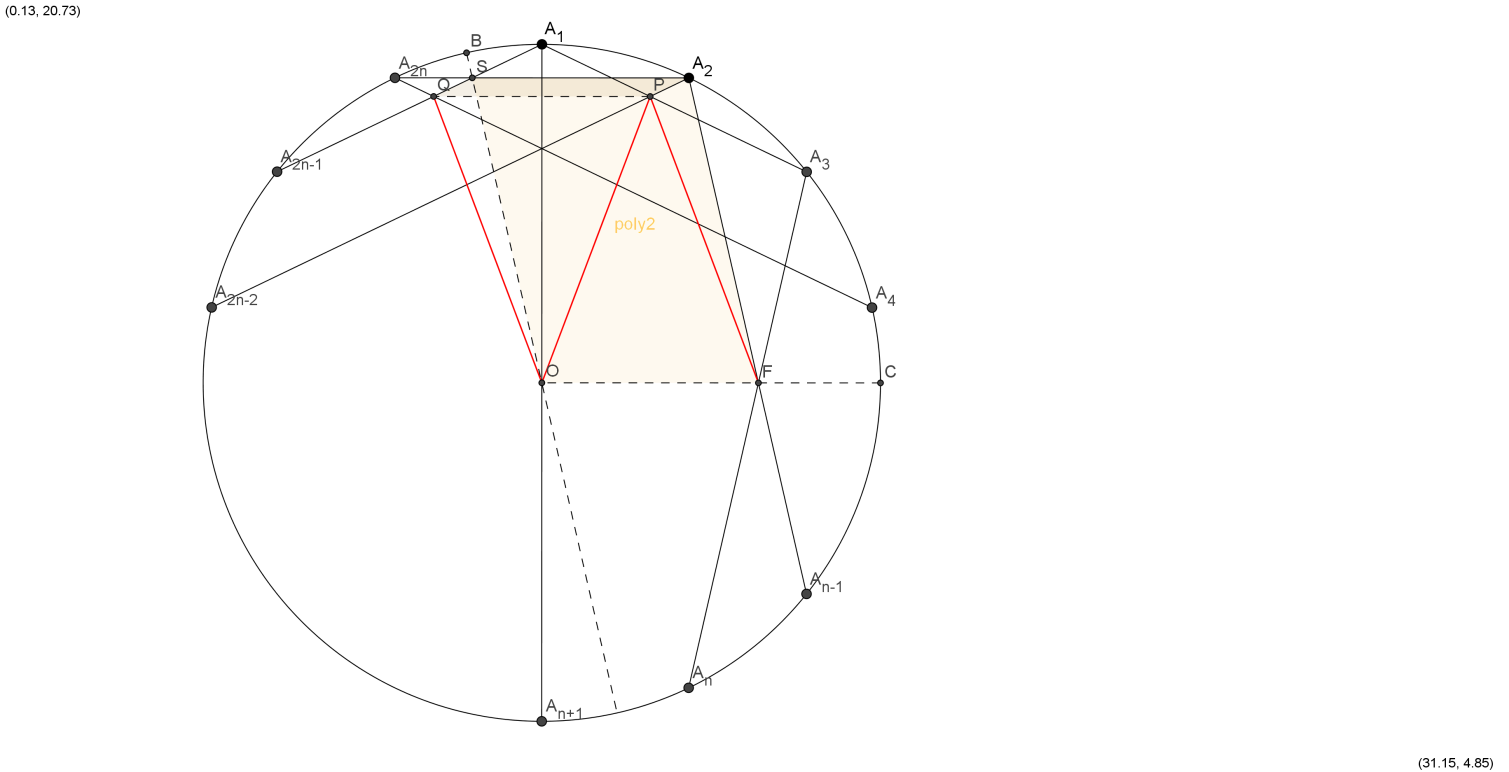 (0.13, 20.73)
A1
B
A2n
S
A2
Q
P
A2n-1
A3
poly2
A2n-2
A4
O
F
C
An-1
An
An+1
(31.15, 4.85)